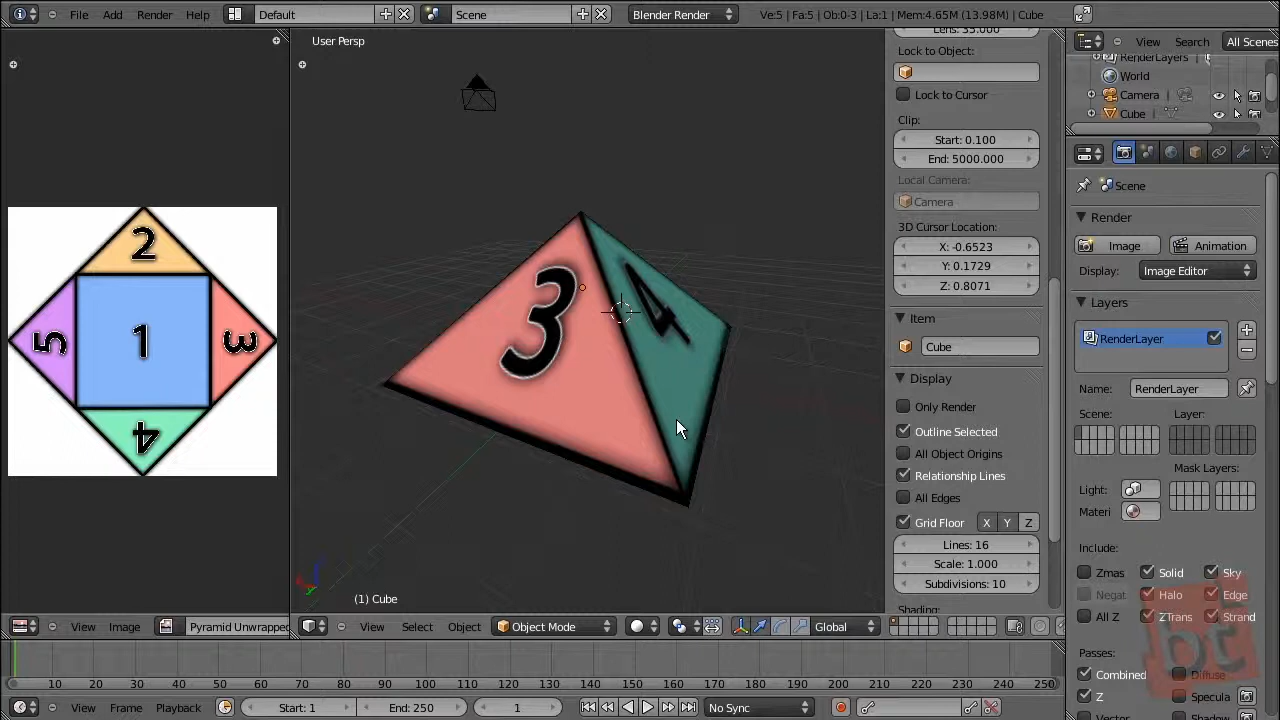 File Add Render Help Default Scene Blender Render Ve:5 | Fa:5 | Ob:0-3 | La:1 | Mem:4.65M (13.98M) | Cube
User Persp
Lens: 35.000
Lock to Object:
Lock to Cursor
Clip:
Start: 0.100
End: 5000.000
Local Camera:
Camera
3D Cursor Location:
X: -0.6523
Y: 0.1729
Z: 0.8071
Item
Cube
Display
Only Render
Outline Selected
All Object Origins
Relationship Lines
All Edges
Grid Floor X Y Z
Lines: 16
Scale: 1.000
Subdivisions: 10
Shading:
View Search All Scenes
RenderLayers
World
Camera
Cube
Scene
Render
Image Animation
Display: Image Editor
Layers
RenderLayer
Name: RenderLayer
Scene: Layer:
Mask Layers:
Light:
Materi
Include:
Zmas Solid Sky
Negat Halo Edge
All Z ZTrans Strand
Passes:
Combined Diffuse
Z Specula
Vector
2
5 1 3
4
3 4
(1) Cube
View Image Pyramid Unwrapped
View Select Object Object Mode Global
10 20 30 40 50 60 70 80 90 100 110 120 130 140 150 160 170 180 190 200 210 220 230 240 250
View Frame Playback Start: 1 End: 250 1 No Sync
bt